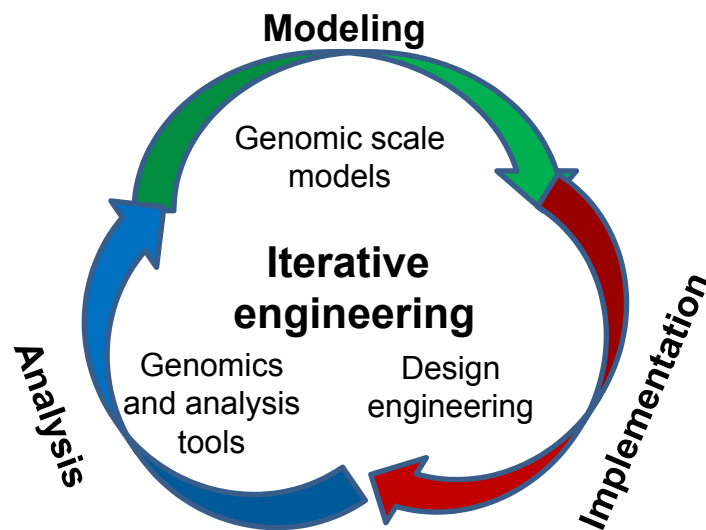 Modeling
Genomic scale
models
Iterative
engineering
Genomics
and analysis
tools
Design
engineering
Analysis
Implementation